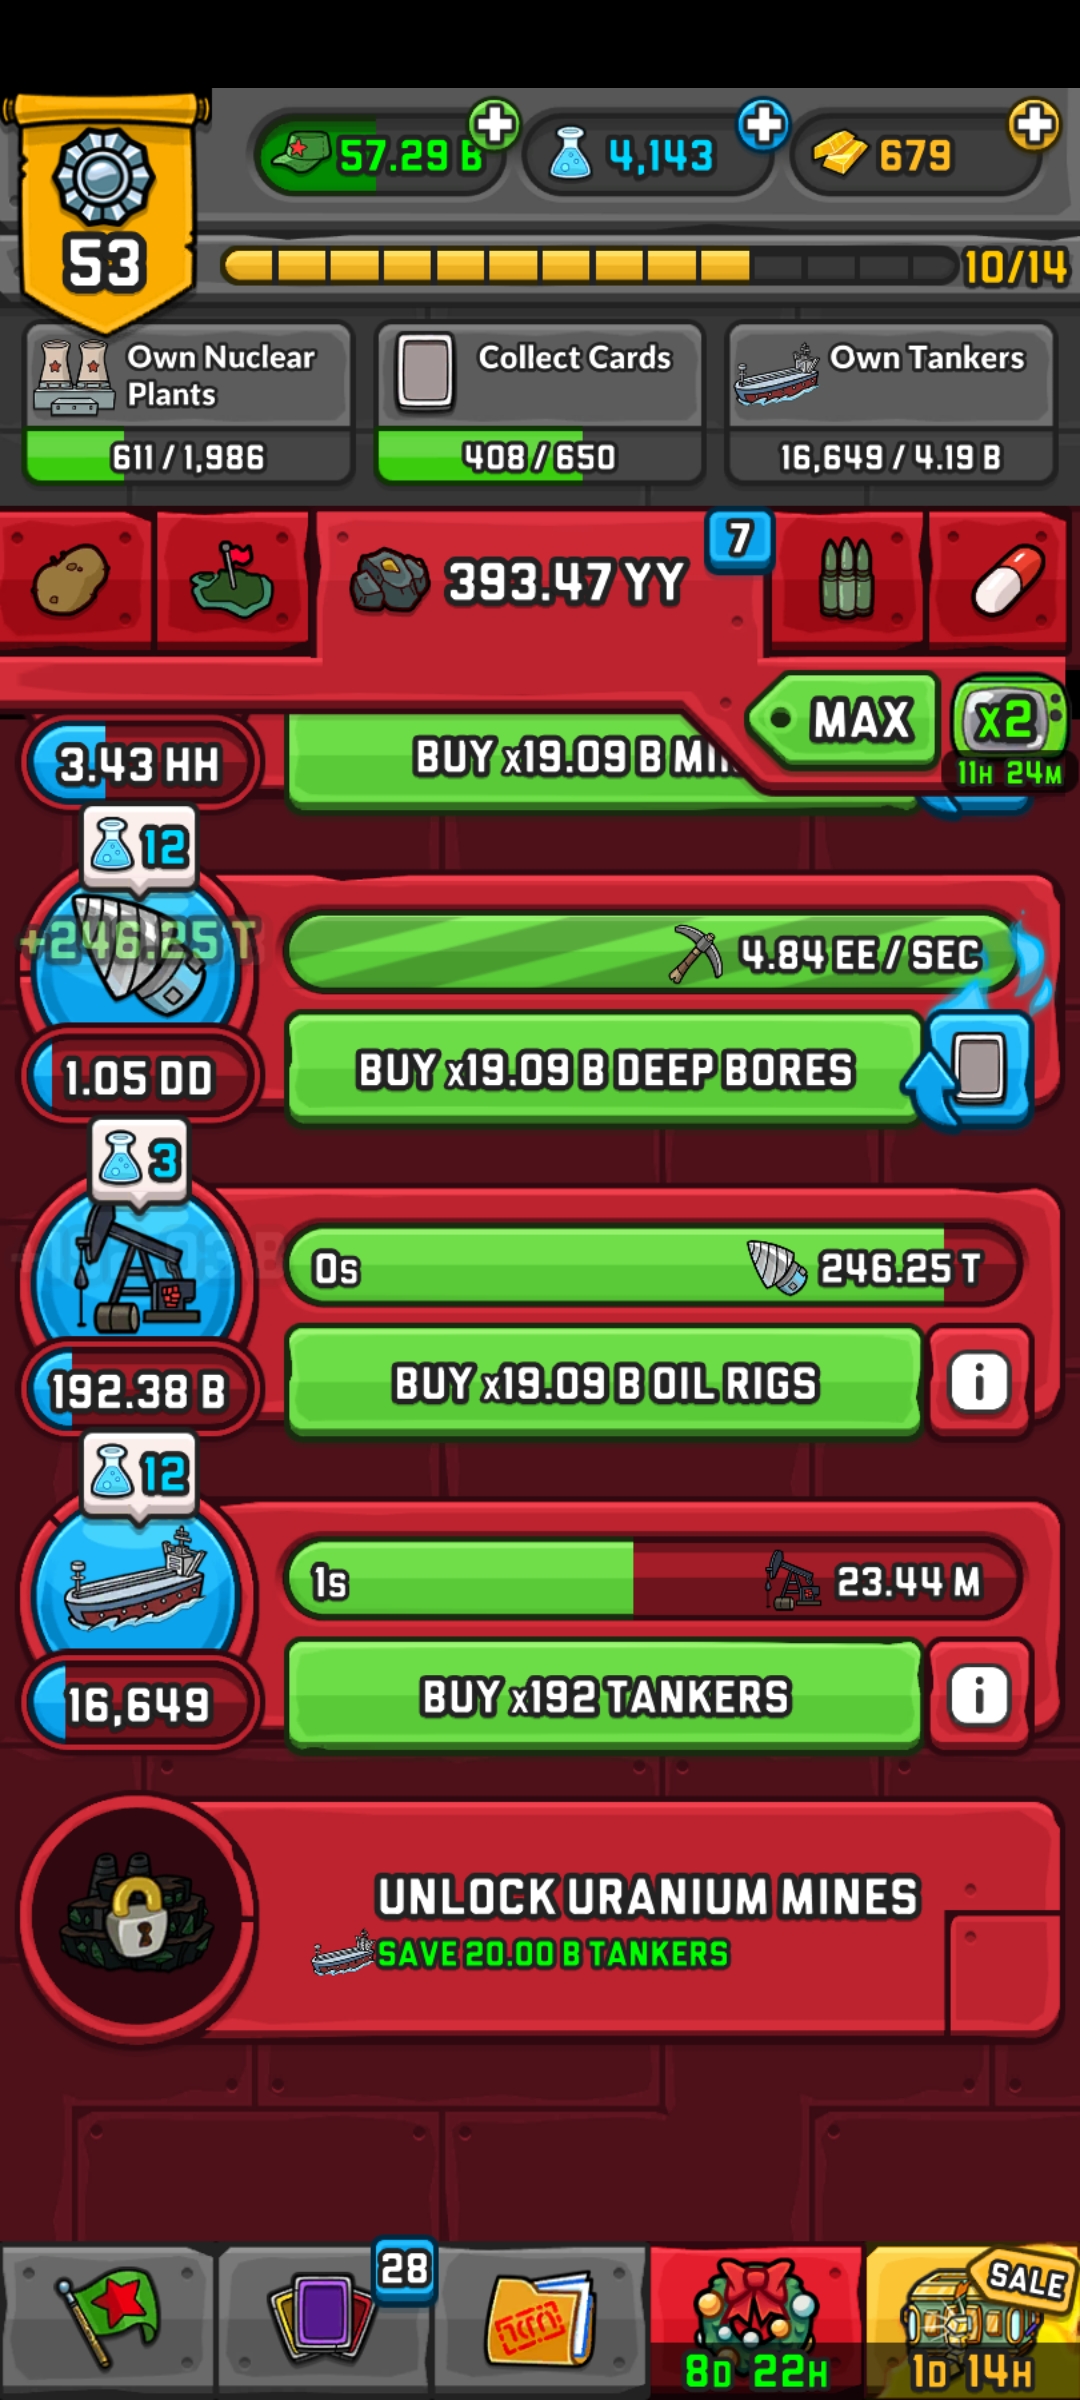 57.29 B
4,143
679
53
10/14
Own Nuclear
Plants
611 / 1,986
Collect Cards
408 / 650
Own Tankers
16,649 / 4.19 B
393.47 YY
7
MAX
x2
11H 24M
3.43 HH
BUY x19.09 B
12
+246.25 T
4.84 EE / SEC
1.05 DD
BUY x19.09 B DEEP BORES
3
0s
246.25 T
192.38 B
BUY x19.09 B OIL RIGS
i
12
1s
23.44 M
16,649
BUY x192 TANKERS
i
UNLOCK URANIUM MINES
SAVE 20.00 B TANKERS
28
8D 22H
SALE
1D 14H